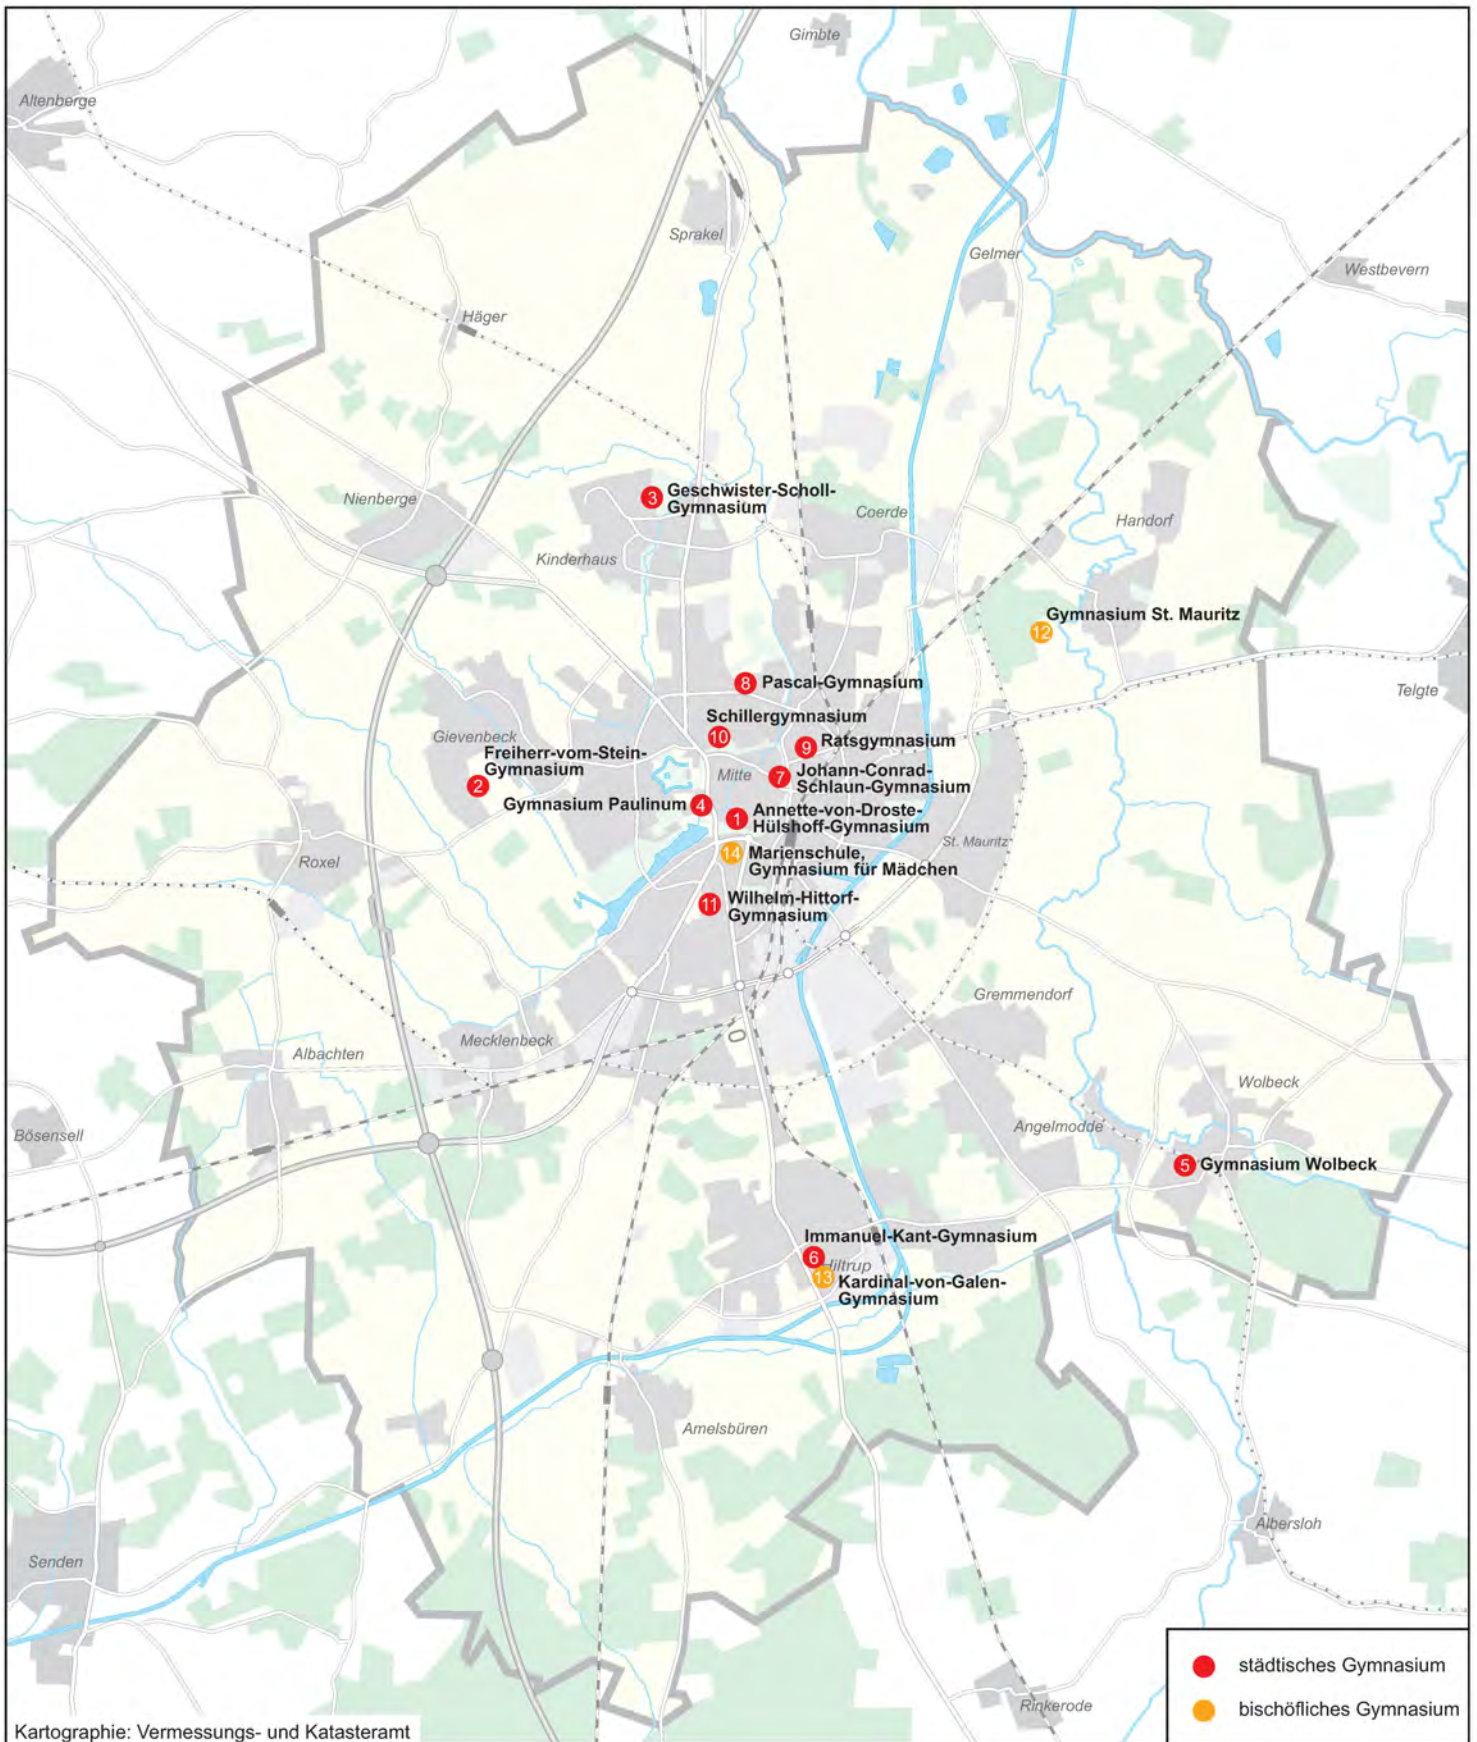 Gimbte
Altenberge
Sprakel
Gelmer
Westbevern
Häger
3 Geschwister-Scholl-
Gymnasium
Nienberge
Coerde
Handorf
Kinderhaus
Gymnasium St. Mauritz
12
8 Pascal-Gymnasium
Telgte
Schillergymnasium
10
Gievenbeck
9 Ratsgymnasium
Freiherr-vom-Stein-
Gymnasium
2
Mitte
7 Johann-Conrad-
Schlaun-Gymnasium
Gymnasium Paulinum 4
1 Annette-von-Droste-
Hülshoff-Gymnasium
St. Mauritz
14 Marienschule,
Gymnasium für Mädchen
Roxel
11 Wilhelm-Hittorf-
Gymnasium
Gremmendorf
Mecklenbeck
Albachten
Wolbeck
Bösensell
Angelmodde
5 Gymnasium Wolbeck
Immanuel-Kant-Gymnasium
6
Hiltrup
13 Kardinal-von-Galen-
Gymnasium
Amelsbüren
Albersloh
Senden
Rinkerode
städtisches Gymnasium
bischöfliches Gymnasium
Kartographie: Vermessungs- und Katasteramt